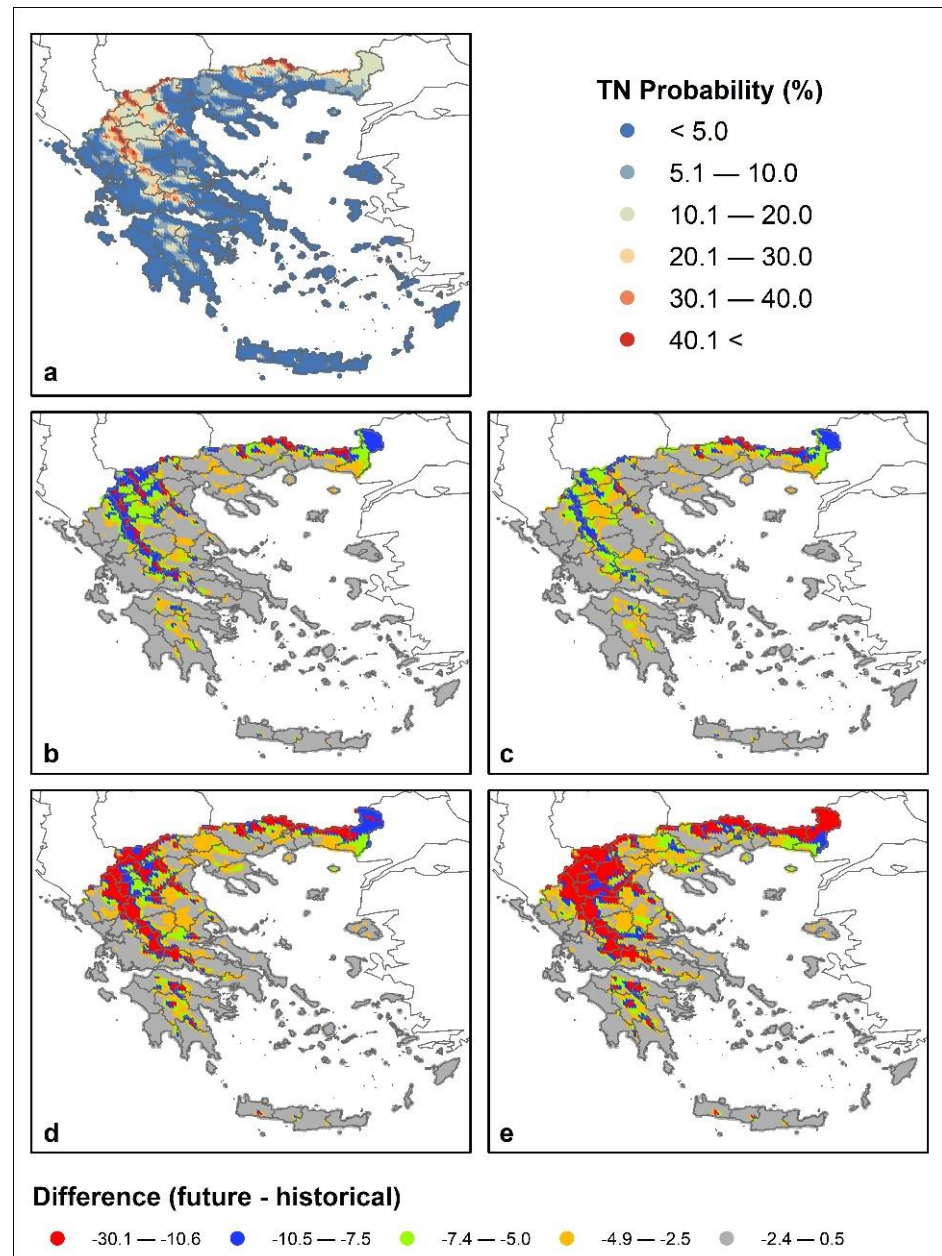 TN Probability (%)
< 5.0
5.1 — 10.0
10.1 — 20.0
20.1 — 30.0
30.1 — 40.0
40.1 <
a
b
c
d
e
Difference (future - historical)
-30.1 — -10.6
-10.5 — -7.5
-7.4 — -5.0
-4.9 — -2.5
-2.4 — 0.5